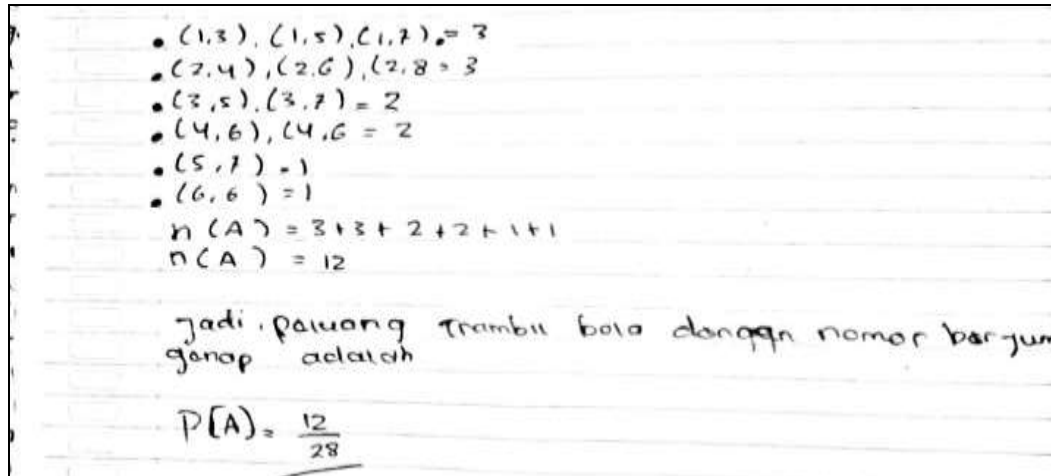 • (1,3), (1,5), (1,7) = 3
• (2,4), (2,6), (2,8 = 3
• (3,5), (3,7) = 2
• (4,6), (4,6 = 2
• (5,7) = 1
• (6,6) = 1
n (A) = 3+3+ 2+2+1+1
n(A) = 12
Jadi, paluang trambil bola dengan nomor berjum
ganap adalah
P[A) = 12/28